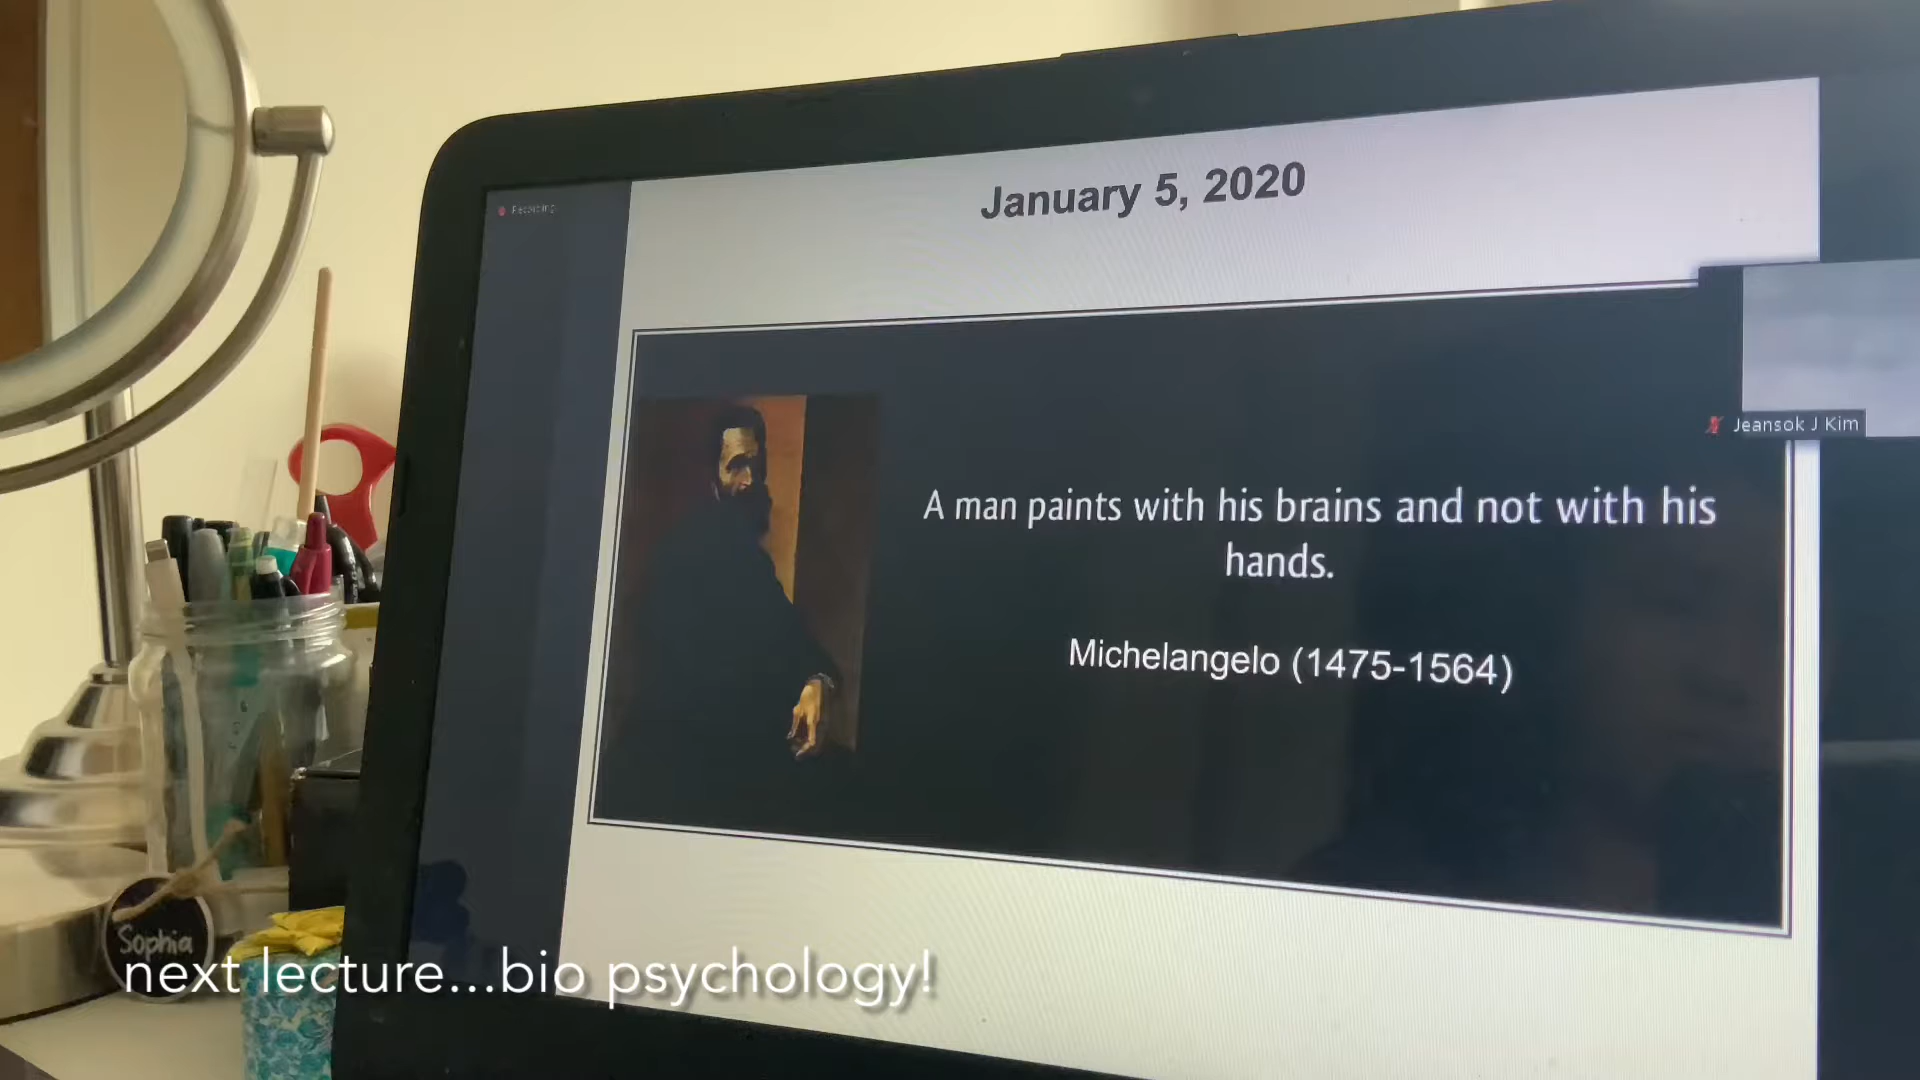 Recording
January 5, 2020
Jeansok J Kim
A man paints with his brains and not with his
hands.
Michelangelo (1475-1564)
Sophia
next lecture...bio psychology!